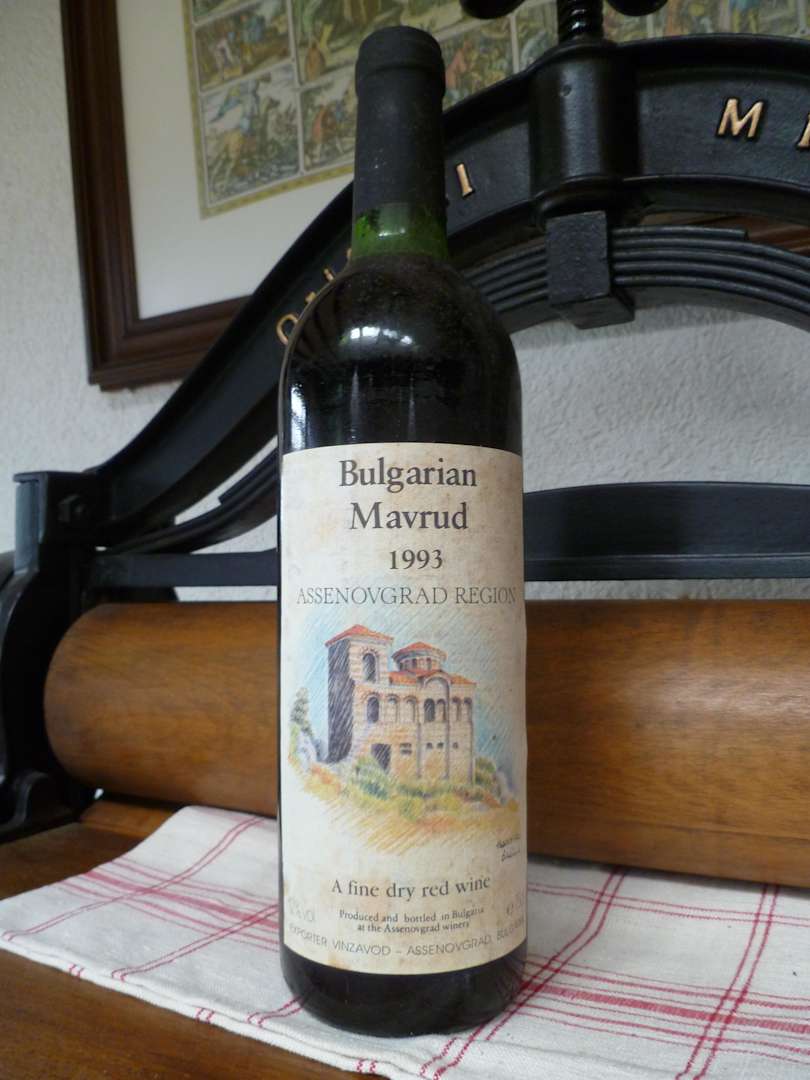 Bulgarian
Mavrud
1993
ASSENOVGRAD REGION
A fine dry red wine
Produced and bottled in Bulgaria
at the Assenovgrad winery
EXPORTER VINZAVOD – ASSENOVGRAD, BULGARIA